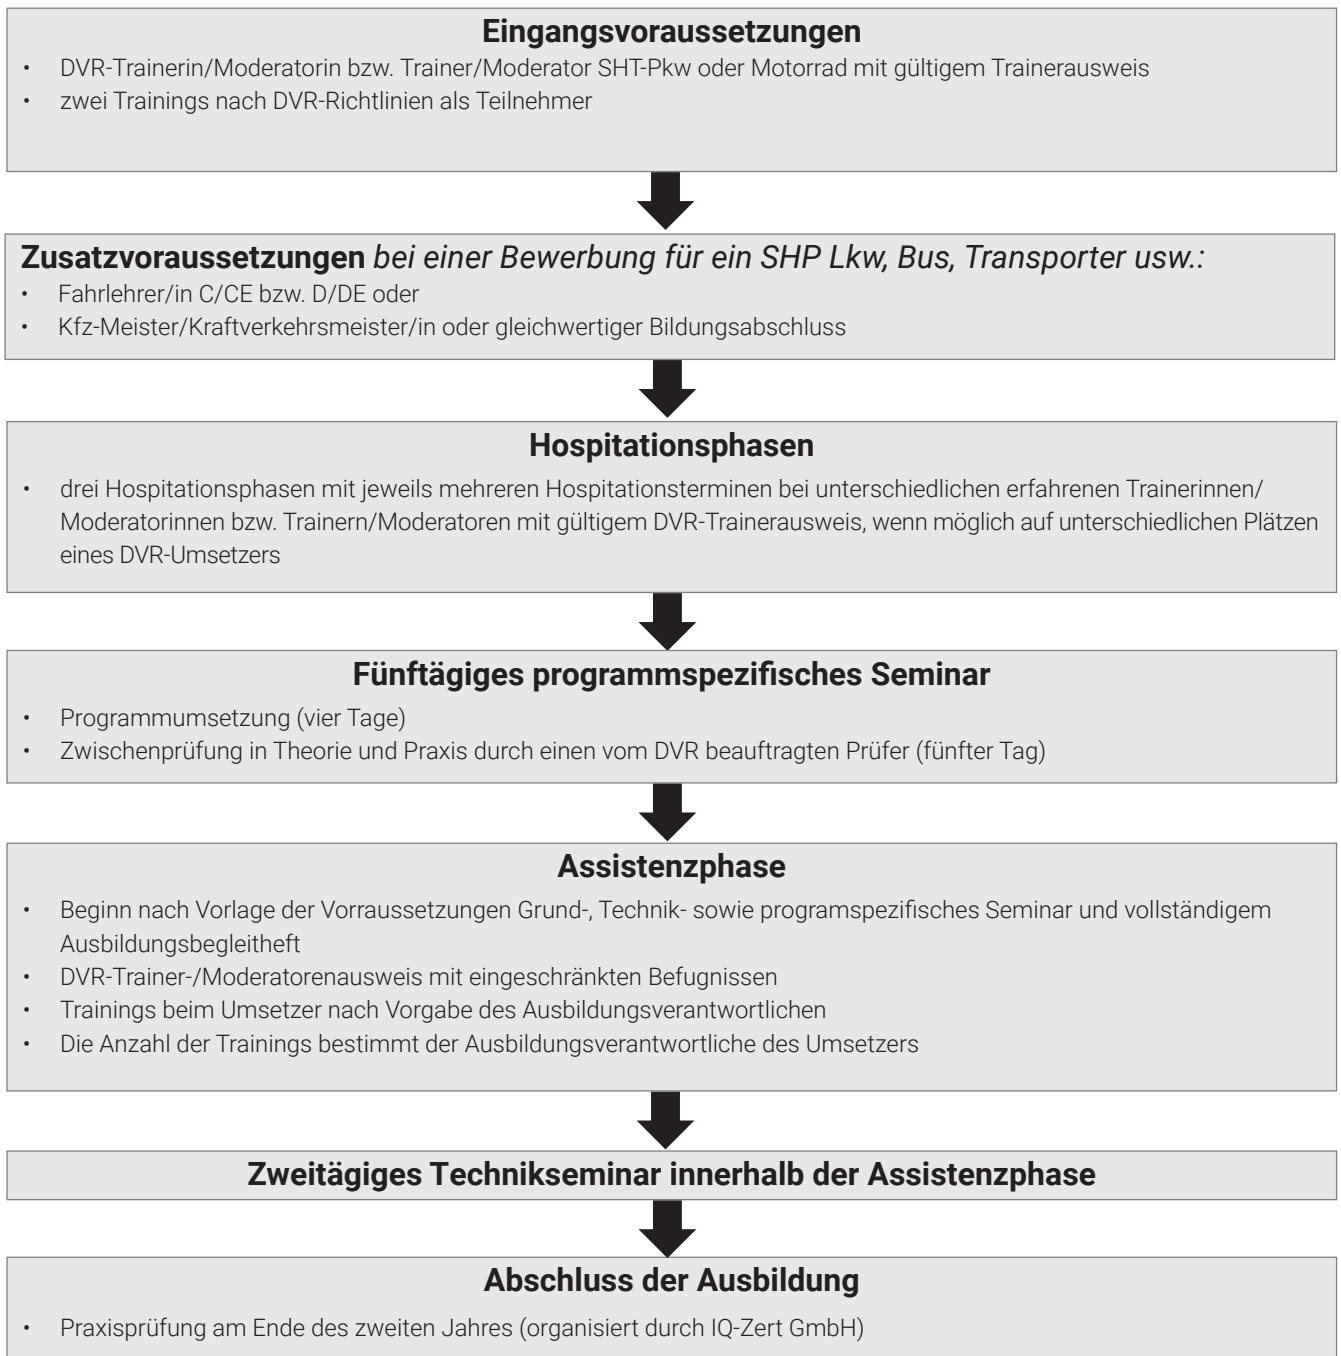 Eingangsvoraussetzungen
• DVR-Trainerin/Moderatorin bzw. Trainer/Moderator SHT-Pkw oder Motorrad mit gültigem Trainerausweis
• zwei Trainings nach DVR-Richtlinien als Teilnehmer
Zusatzvoraussetzungen bei einer Bewerbung für ein SHP Lkw, Bus, Transporter usw.:
• Fahrlehrer/in C/CE bzw. D/DE oder
• Kfz-Meister/Kraftverkehrsmeister/in oder gleichwertiger Bildungsabschluss
Hospitationsphasen
• drei Hospitationsphasen mit jeweils mehreren Hospitationsterminen bei unterschiedlichen erfahrenen Trainerinnen/
Moderatorinnen bzw. Trainern/Moderatoren mit gültigem DVR-Trainerausweis, wenn möglich auf unterschiedlichen Plätzen
eines DVR-Umsetzers
Fünftägiges programmspezifisches Seminar
• Programmumsetzung (vier Tage)
• Zwischenprüfung in Theorie und Praxis durch einen vom DVR beauftragten Prüfer (fünfter Tag)
Assistenzphase
• Beginn nach Vorlage der Vorraussetzungen Grund-, Technik- sowie programspezifisches Seminar und vollständigem
Ausbildungsbegleitheft
• DVR-Trainer-/Moderatorenausweis mit eingeschränkten Befugnissen
• Trainings beim Umsetzer nach Vorgabe des Ausbildungsverantwortlichen
• Die Anzahl der Trainings bestimmt der Ausbildungsverantwortliche des Umsetzers
Zweitägiges Technikseminar innerhalb der Assistenzphase
Abschluss der Ausbildung
• Praxisprüfung am Ende des zweiten Jahres (organisiert durch IQ-Zert GmbH)